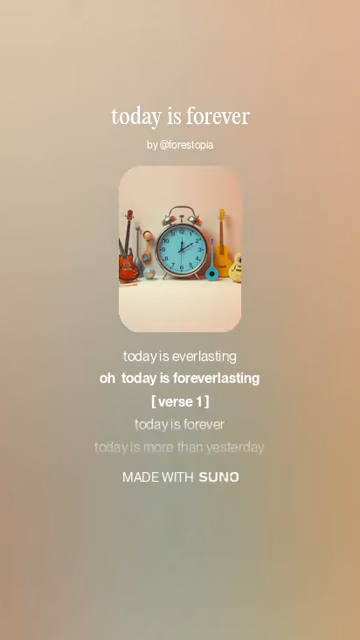 today is forever
by @forestopia
today is everlasting
oh today is foreverlasting
[ verse 1 ]
today is forever
today is more than yesterday
MADE WITH SUNO